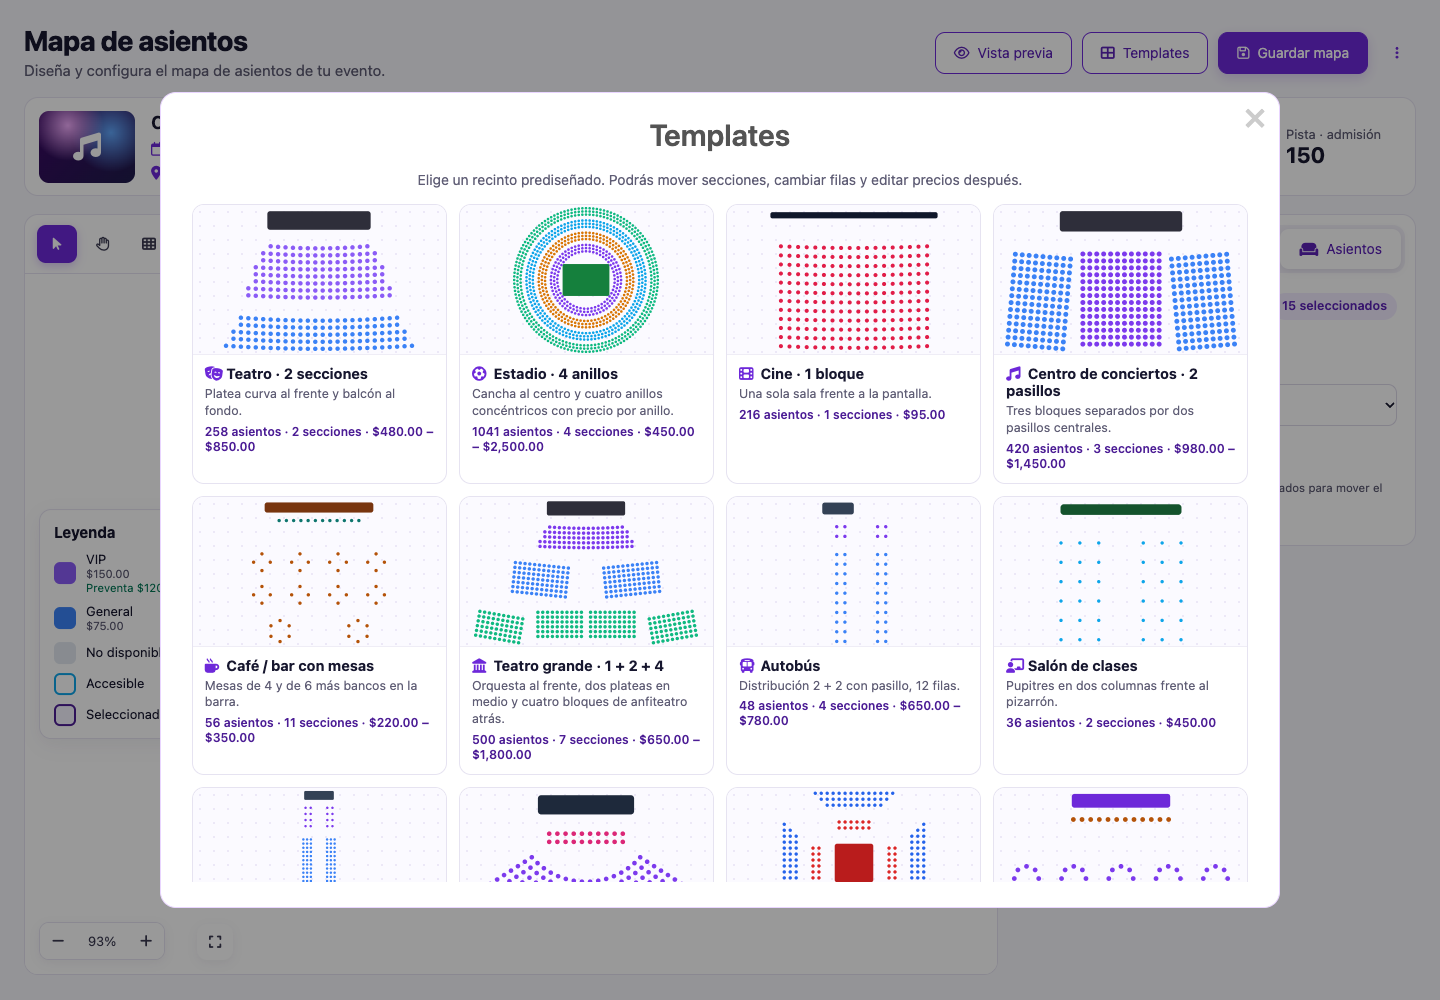 Mapa de asientos
Diseña y configura el mapa de asientos de tu evento.
Vista previa
Templates
Guardar mapa
Pista · admisión
150
Asientos
15 seleccionados
Leyenda
VIP
$150.00
Preventa $120
General
$75.00
No disponibl
Accesible
Seleccionad
93%
Templates
Elige un recinto prediseñado. Podrás mover secciones, cambiar filas y editar precios después.
Teatro · 2 secciones
Platea curva al frente y balcón al
fondo.
258 asientos · 2 secciones · $480.00 –
$850.00
Estadio · 4 anillos
Cancha al centro y cuatro anillos
concéntricos con precio por anillo.
1041 asientos · 4 secciones · $450.00
– $2,500.00
Cine · 1 bloque
Una sola sala frente a la pantalla.
216 asientos · 1 secciones · $95.00
Centro de conciertos · 2
pasillos
Tres bloques separados por dos
pasillos centrales.
420 asientos · 3 secciones · $980.00 –
$1,450.00
Café / bar con mesas
Mesas de 4 y de 6 más bancos en la
barra.
56 asientos · 11 secciones · $220.00 –
$350.00
Teatro grande · 1 + 2 + 4
Orquesta al frente, dos plateas en
medio y cuatro bloques de anfiteatro
atrás.
500 asientos · 7 secciones · $650.00 –
$1,800.00
Autobús
Distribución 2 + 2 con pasillo, 12 filas.
48 asientos · 4 secciones · $650.00 –
$780.00
Salón de clases
Pupitres en dos columnas frente al
pizarrón.
36 asientos · 2 secciones · $450.00
ados para mover el